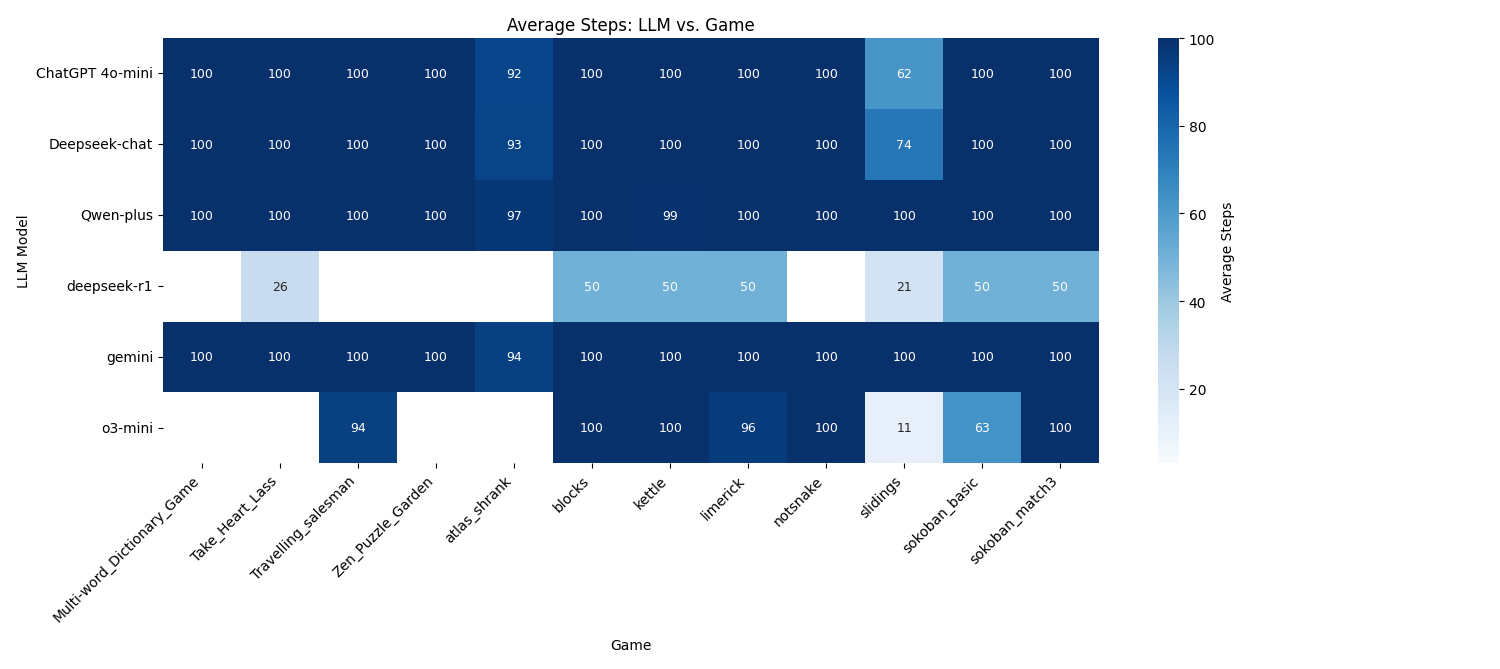 Average Steps: LLM vs. Game
LLM Model
ChatGPT 4o-mini 100 100 100 100 92 100 100 100 100 62 100 100
Deepseek-chat 100 100 100 100 93 100 100 100 100 74 100 100
Qwen-plus 100 100 100 100 97 100 99 100 100 100 100 100
deepseek-r1 26 50 50 50 21 50 50
gemini 100 100 100 100 94 100 100 100 100 100 100 100
o3-mini 94 100 100 96 100 11 63 100
Multi-word_Dictionary_Game
Take_Heart_Lass
Travelling_salesman
Zen_Puzzle_Garden
atlas_shrank
blocks
kettle
limerick
notsnake
slidings
sokoban_basic
sokoban_match3
Game
100
80
60
40
20
Average Steps